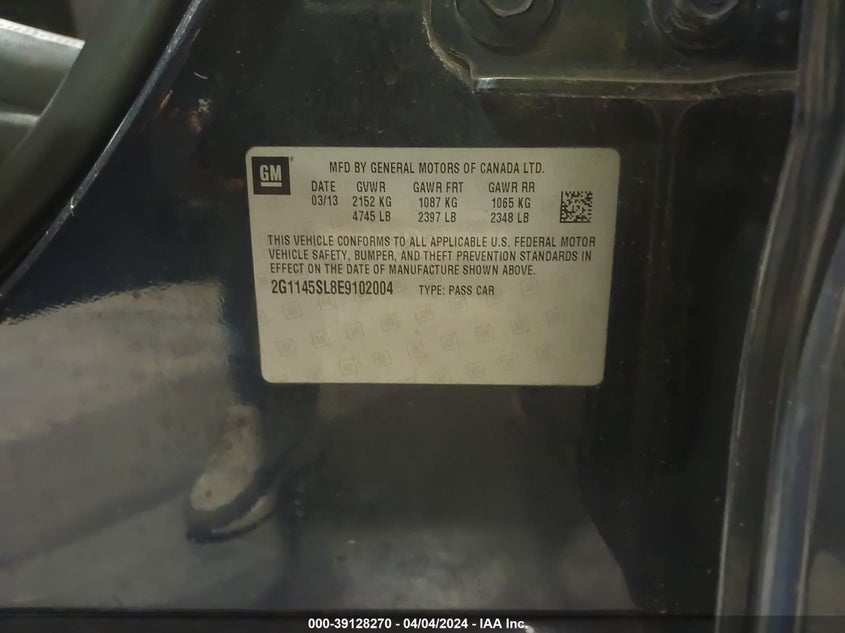 GM
MFD BY GENERAL MOTORS OF CANADA LTD.
DATE GVWR GAWR FRT GAWR RR
03/13 2152 KG 1087 KG 1065 KG
4745 LB 2397 LB 2348 LB
THIS VEHICLE CONFORMS TO ALL APPLICABLE U.S. FEDERAL MOTOR
VEHICLE SAFETY, BUMPER, AND THEFT PREVENTION STANDARDS IN
EFFECT ON THE DATE OF MANUFACTURE SHOWN ABOVE.
2G1145SL8E9102004 TYPE: PASS CAR
000-39128270 - 04/04/2024 - IAA Inc.